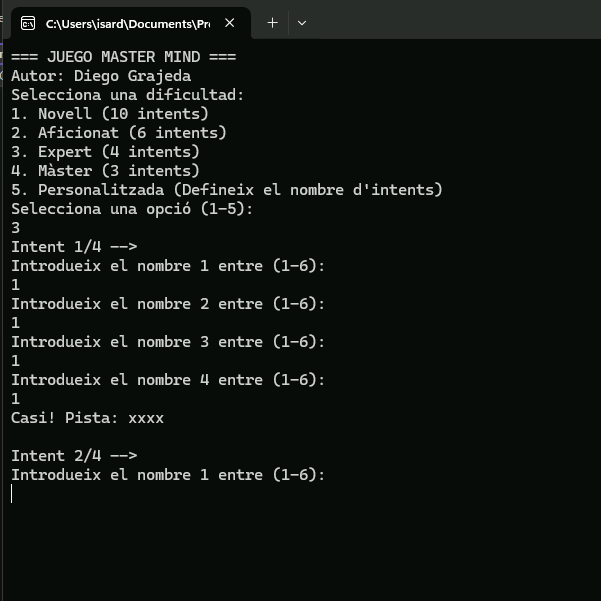 C:\Users\isard\Documents\Pr
=== JUEGO MASTER MIND ===
Autor: Diego Grajeda
Selecciona una dificultad:
1. Novell (10 intents)
2. Aficionat (6 intents)
3. Expert (4 intents)
4. Màster (3 intents)
5. Personalitzada (Defineix el nombre d'intents)
Selecciona una opció (1-5):
3
Intent 1/4 -->
Introdueix el nombre 1 entre (1-6):
1
Introdueix el nombre 2 entre (1-6):
1
Introdueix el nombre 3 entre (1-6):
1
Introdueix el nombre 4 entre (1-6):
1
Casi! Pista: xxxx
Intent 2/4 -->
Introdueix el nombre 1 entre (1-6):